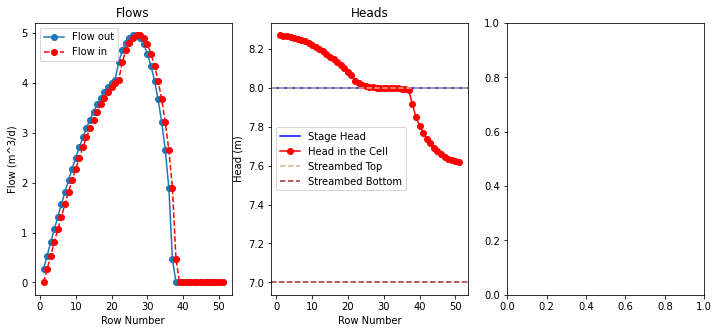 Flows
Flow out
Flow in
5
4
3
2
1
0
Flow (m^3/d)
0 10 20 30 40 50
Row Number
Heads
8.2
8.0
7.8
7.6
7.4
7.2
7.0
Head (m)
Stage Head
Head in the Cell
Streambed Top
Streambed Bottom
0 10 20 30 40 50
Row Number
1.0
0.8
0.6
0.4
0.2
0.0
0.0 0.2 0.4 0.6 0.8 1.0